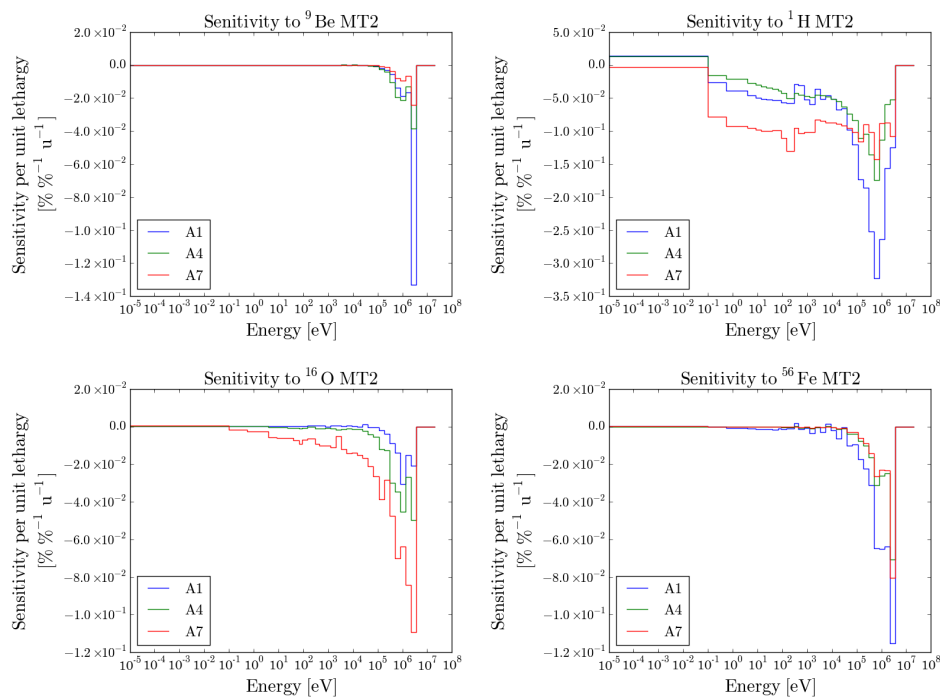 Senitivity to ⁹Be MT2
Sensitivity per unit lethargy
[% %⁻¹ u⁻¹]
2.0 ×10⁻²
0.0
−2.0 ×10⁻²
−4.0 ×10⁻²
−6.0 ×10⁻²
−8.0 ×10⁻²
−1.0 ×10⁻¹
−1.2 ×10⁻¹
−1.4 ×10⁻¹
A1
A4
A7
10⁻⁵ 10⁻⁴ 10⁻³ 10⁻² 10⁻¹ 10⁰ 10¹ 10² 10³ 10⁴ 10⁵ 10⁶ 10⁷ 10⁸
Energy [eV]
Senitivity to ¹H MT2
Sensitivity per unit lethargy
[% %⁻¹ u⁻¹]
5.0 ×10⁻²
0.0
−5.0 ×10⁻²
−1.0 ×10⁻¹
−1.5 ×10⁻¹
−2.0 ×10⁻¹
−2.5 ×10⁻¹
−3.0 ×10⁻¹
−3.5 ×10⁻¹
A1
A4
A7
10⁻⁵ 10⁻⁴ 10⁻³ 10⁻² 10⁻¹ 10⁰ 10¹ 10² 10³ 10⁴ 10⁵ 10⁶ 10⁷ 10⁸
Energy [eV]
Senitivity to ¹⁶O MT2
Sensitivity per unit lethargy
[% %⁻¹ u⁻¹]
2.0 ×10⁻²
0.0
−2.0 ×10⁻²
−4.0 ×10⁻²
−6.0 ×10⁻²
−8.0 ×10⁻²
−1.0 ×10⁻¹
−1.2 ×10⁻¹
A1
A4
A7
10⁻⁵ 10⁻⁴ 10⁻³ 10⁻² 10⁻¹ 10⁰ 10¹ 10² 10³ 10⁴ 10⁵ 10⁶ 10⁷ 10⁸
Energy [eV]
Senitivity to ⁵⁶Fe MT2
Sensitivity per unit lethargy
[% %⁻¹ u⁻¹]
2.0 ×10⁻²
0.0
−2.0 ×10⁻²
−4.0 ×10⁻²
−6.0 ×10⁻²
−8.0 ×10⁻²
−1.0 ×10⁻¹
−1.2 ×10⁻¹
A1
A4
A7
10⁻⁵ 10⁻⁴ 10⁻³ 10⁻² 10⁻¹ 10⁰ 10¹ 10² 10³ 10⁴ 10⁵ 10⁶ 10⁷ 10⁸
Energy [eV]